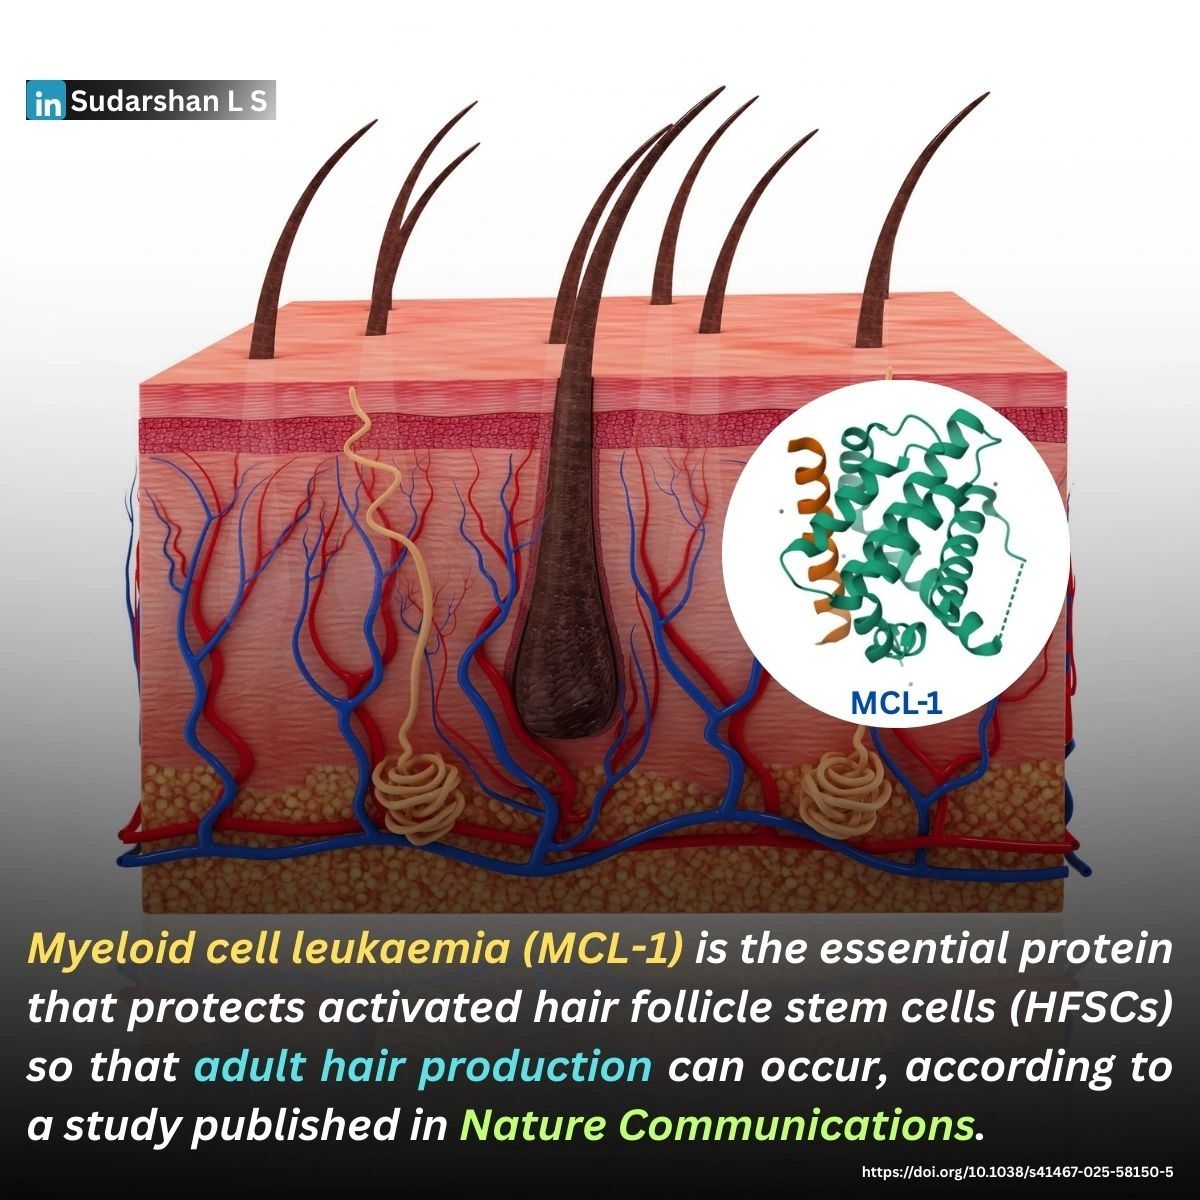 in Sudarshan L S
MCL-1
Myeloid cell leukaemia (MCL-1) is the essential protein
that protects activated hair follicle stem cells (HFSCs)
so that adult hair production can occur, according to
a study published in Nature Communications.
https://doi.org/10.1038/s41467-025-58150-5